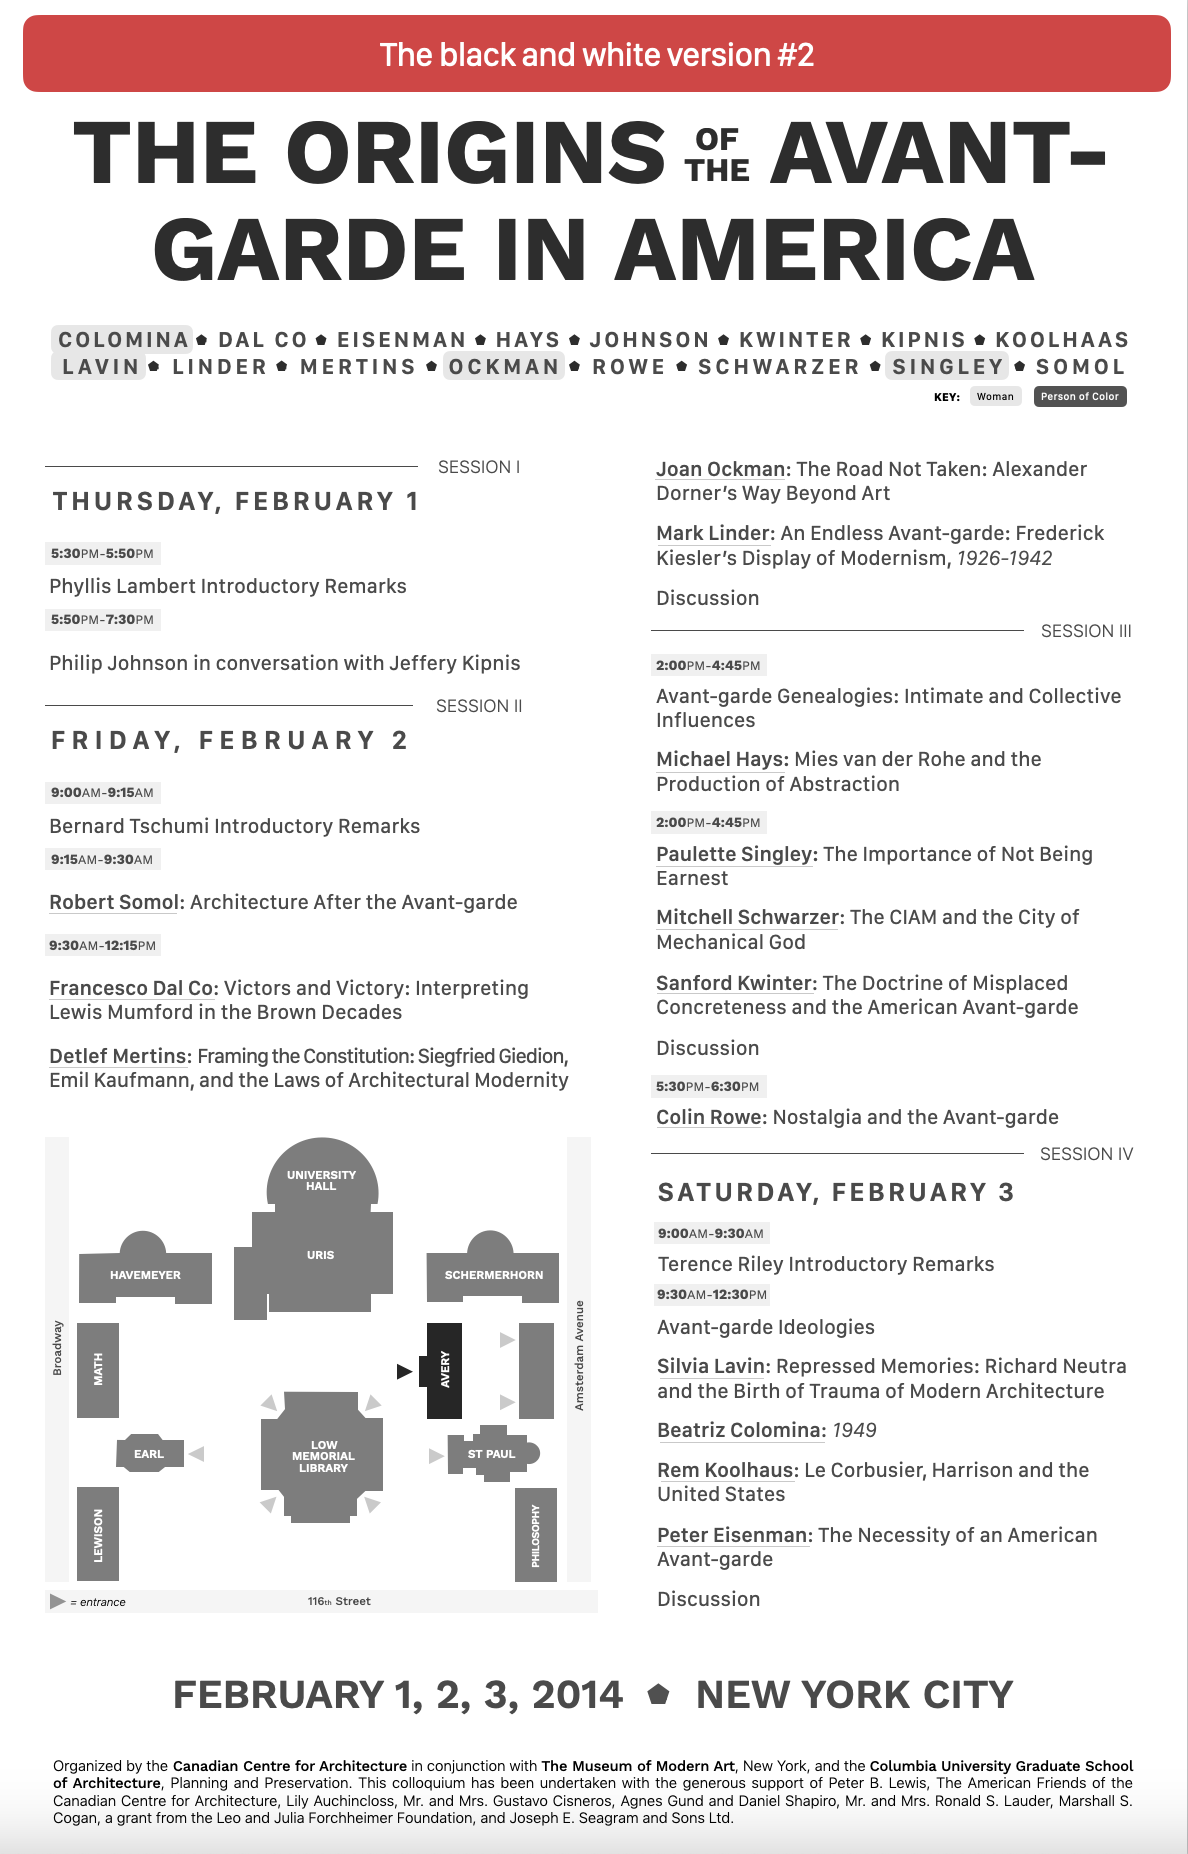 The black and white version #2
THE ORIGINS OF THE AVANT-
GARDE IN AMERICA
COLOMINA ⬟ DAL CO ⬟ EISENMAN ⬟ HAYS ⬟ JOHNSON ⬟ KWINTER ⬟ KIPNIS ⬟ KOOLHAAS
LAVIN ⬟ LINDER ⬟ MERTINS ⬟ OCKMAN ⬟ ROWE ⬟ SCHWARZER ⬟ SINGLEY ⬟ SOMOL
KEY: Woman Person of Color
SESSION I
THURSDAY, FEBRUARY 1
5:30PM-5:50PM
Phyllis Lambert Introductory Remarks
5:50PM-7:30PM
Philip Johnson in conversation with Jeffery Kipnis
SESSION II
FRIDAY, FEBRUARY 2
9:00AM-9:15AM
Bernard Tschumi Introductory Remarks
9:15AM-9:30AM
Robert Somol: Architecture After the Avant-garde
9:30AM-12:15PM
Francesco Dal Co: Victors and Victory: Interpreting
Lewis Mumford in the Brown Decades
Detlef Mertins: Framing the Constitution: Siegfried Giedion,
Emil Kaufmann, and the Laws of Architectural Modernity
Joan Ockman: The Road Not Taken: Alexander
Dorner's Way Beyond Art
Mark Linder: An Endless Avant-garde: Frederick
Kiesler's Display of Modernism, 1926-1942
Discussion
SESSION III
2:00PM-4:45PM
Avant-garde Genealogies: Intimate and Collective
Influences
Michael Hays: Mies van der Rohe and the
Production of Abstraction
2:00PM-4:45PM
Paulette Singley: The Importance of Not Being
Earnest
Mitchell Schwarzer: The CIAM and the City of
Mechanical God
Sanford Kwinter: The Doctrine of Misplaced
Concreteness and the American Avant-garde
Discussion
5:30PM-6:30PM
Colin Rowe: Nostalgia and the Avant-garde
SESSION IV
SATURDAY, FEBRUARY 3
9:00AM-9:30AM
Terence Riley Introductory Remarks
9:30AM-12:30PM
Avant-garde Ideologies
Silvia Lavin: Repressed Memories: Richard Neutra
and the Birth of Trauma of Modern Architecture
Beatriz Colomina: 1949
Rem Koolhaus: Le Corbusier, Harrison and the
United States
Peter Eisenman: The Necessity of an American
Avant-garde
Discussion
UNIVERSITY
HALL
URIS
HAVEMEYER
SCHERMERHORN
Broadway
MATH
AVERY
Amsterdam Avenue
EARL
LOW
MEMORIAL
LIBRARY
ST PAUL
LEWISON
PHILOSOPHY
= entrance
116th Street
FEBRUARY 1, 2, 3, 2014 ⬟ NEW YORK CITY
Organized by the Canadian Centre for Architecture in conjunction with The Museum of Modern Art, New York, and the Columbia University Graduate School
of Architecture, Planning and Preservation. This colloquium has been undertaken with the generous support of Peter B. Lewis, The American Friends of the
Canadian Centre for Architecture, Lily Auchincloss, Mr. and Mrs. Gustavo Cisneros, Agnes Gund and Daniel Shapiro, Mr. and Mrs. Ronald S. Lauder, Marshall S.
Cogan, a grant from the Leo and Julia Forchheimer Foundation, and Joseph E. Seagram and Sons Ltd.